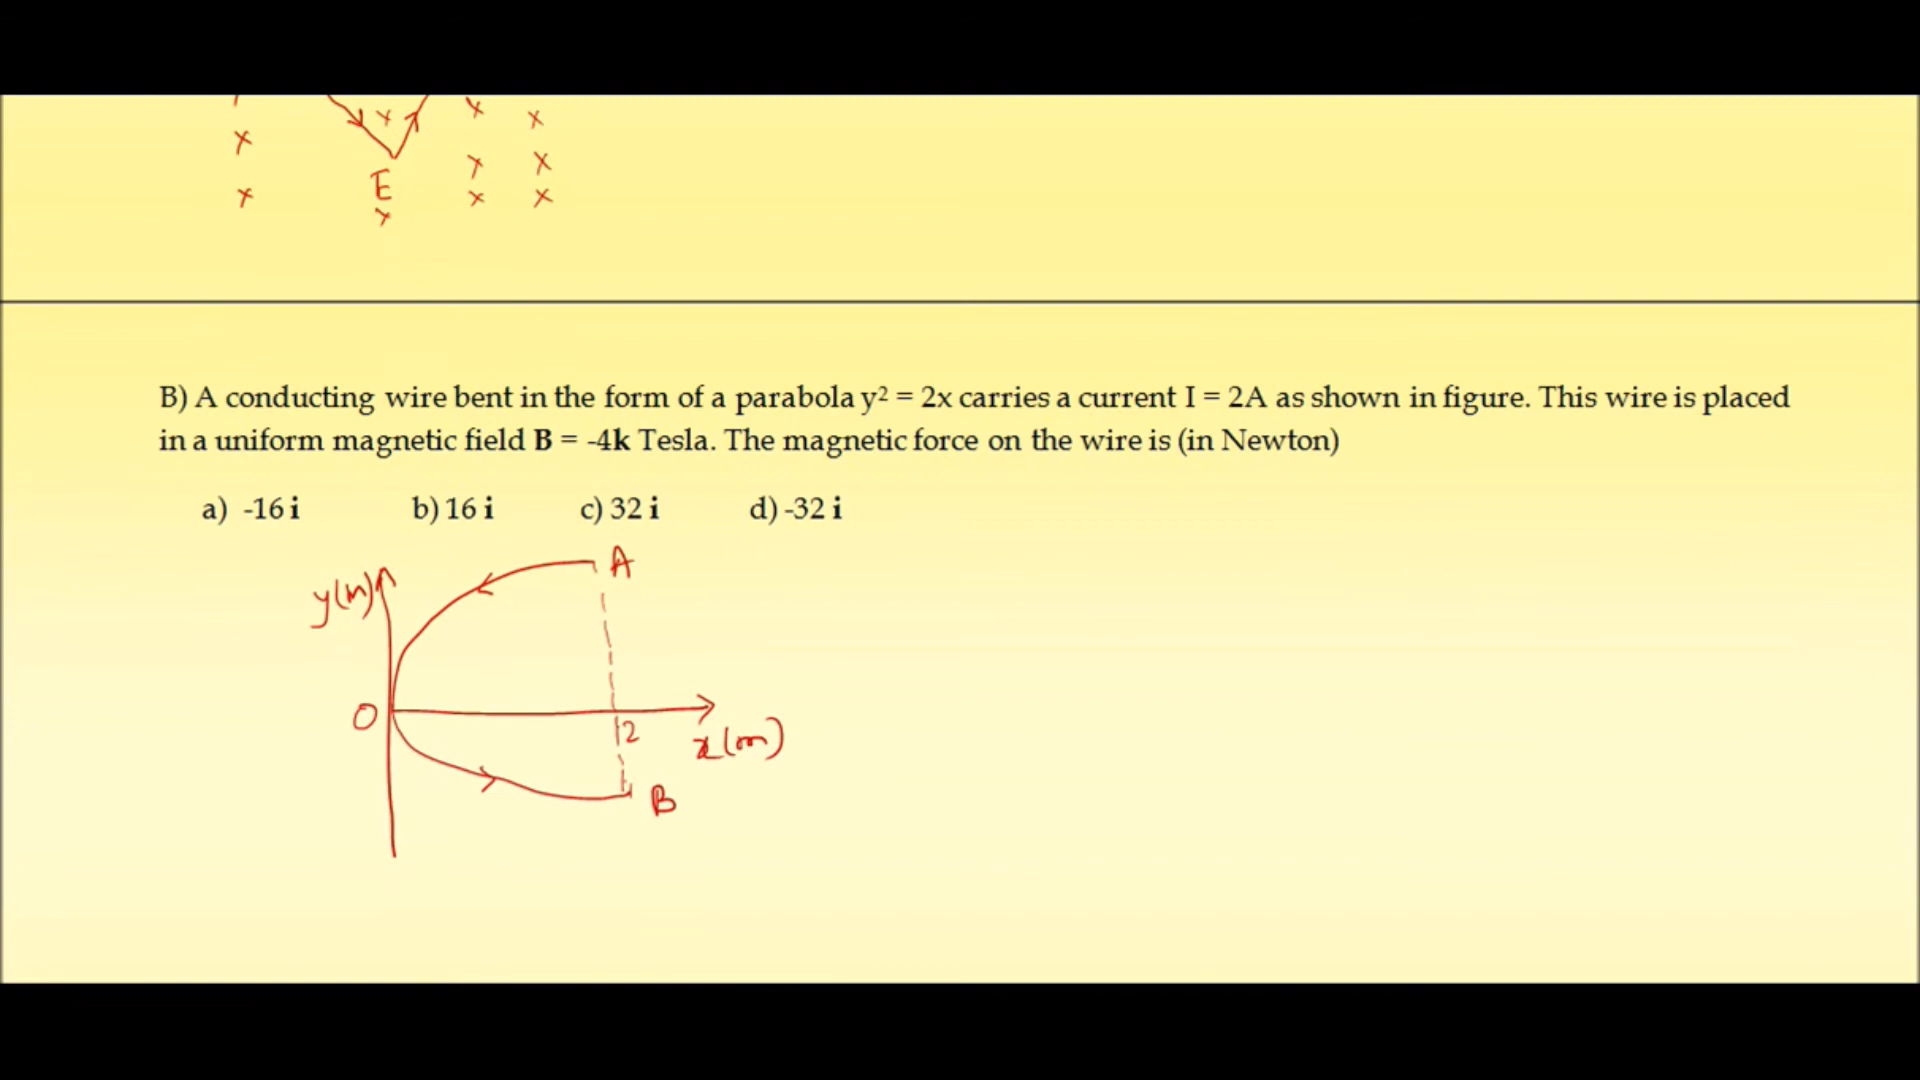 x x x
x x x
E
x x x
x
B) A conducting wire bent in the form of a parabola y² = 2x carries a current I = 2A as shown in figure. This wire is placed
in a uniform magnetic field B = -4k Tesla. The magnetic force on the wire is (in Newton)
a) -16 i b) 16 i c) 32 i d) -32 i
A
y(m)
O
2
x(m)
B